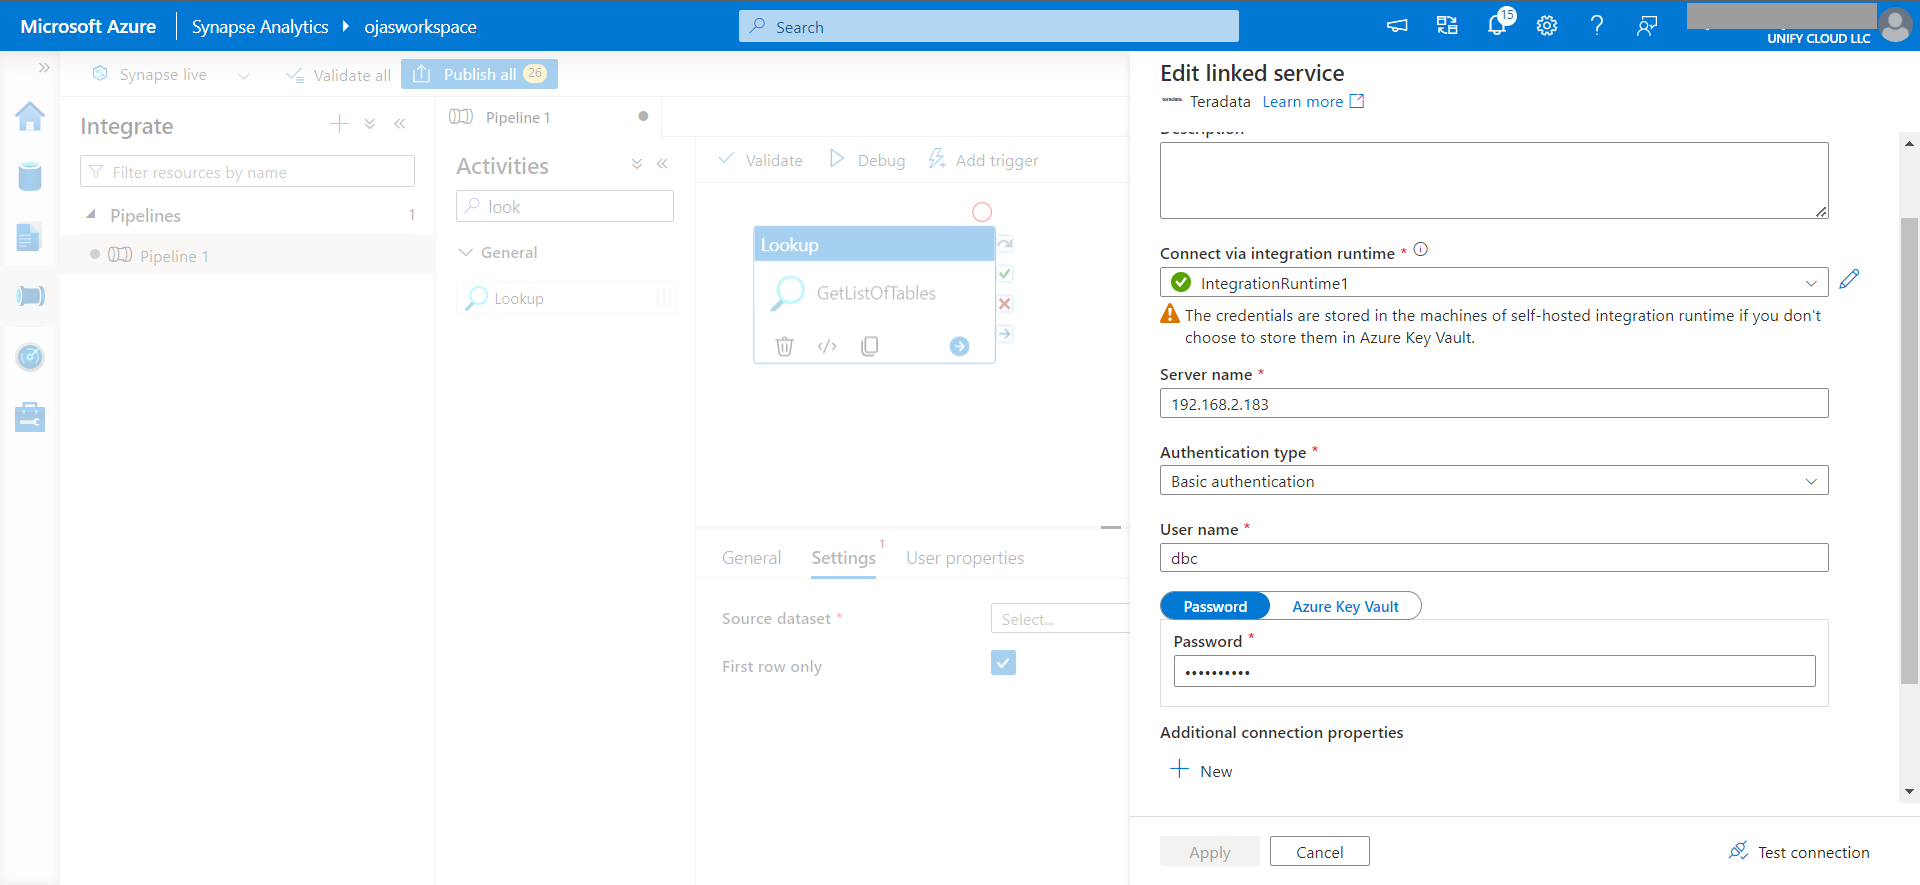 Microsoft Azure
Synapse Analytics
ojasworkspace
Search
15
UNIFY CLOUD LLC
Synapse live
Validate all
Publish all
26
Integrate
Filter resources by name
Pipelines
1
Pipeline 1
Pipeline 1
Activities
look
General
Lookup
Validate
Debug
Add trigger
Lookup
GetListOfTables
General
Settings
1
User properties
Source dataset *
Select...
First row only
Edit linked service
teradata.
Teradata
Learn more
Description
Connect via integration runtime *
IntegrationRuntime1
The credentials are stored in the machines of self-hosted integration runtime if you don't
choose to store them in Azure Key Vault.
Server name *
192.168.2.183
Authentication type *
Basic authentication
User name *
dbc
Password
Azure Key Vault
Password *
••••••••••
Additional connection properties
New
Apply
Cancel
Test connection